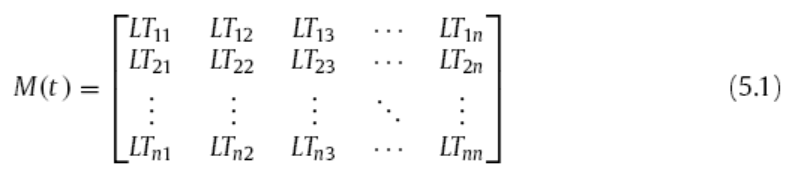 LT₁₁ LT₁₂ LT₁₃ ⋯ LT₁ₙ
LT₂₁ LT₂₂ LT₂₃ ⋯ LT₂ₙ
M(t) = ⋮ ⋮ ⋮ ⋱ ⋮ (5.1)
LTₙ₁ LTₙ₂ LTₙ₃ ⋯ LTₙₙ